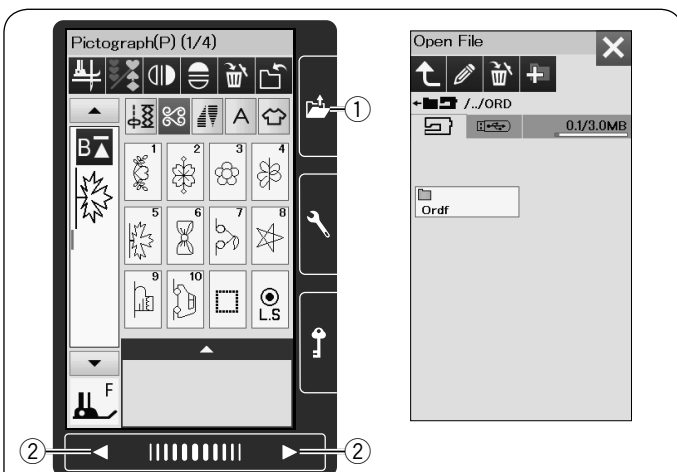 Pictograph(P) (1/4)
A
B
1
2
3
4
5
6
7
8
9
10
L.S
F
①
②
②
Open File
/../ORD
0.1/3.0MB
Ordf